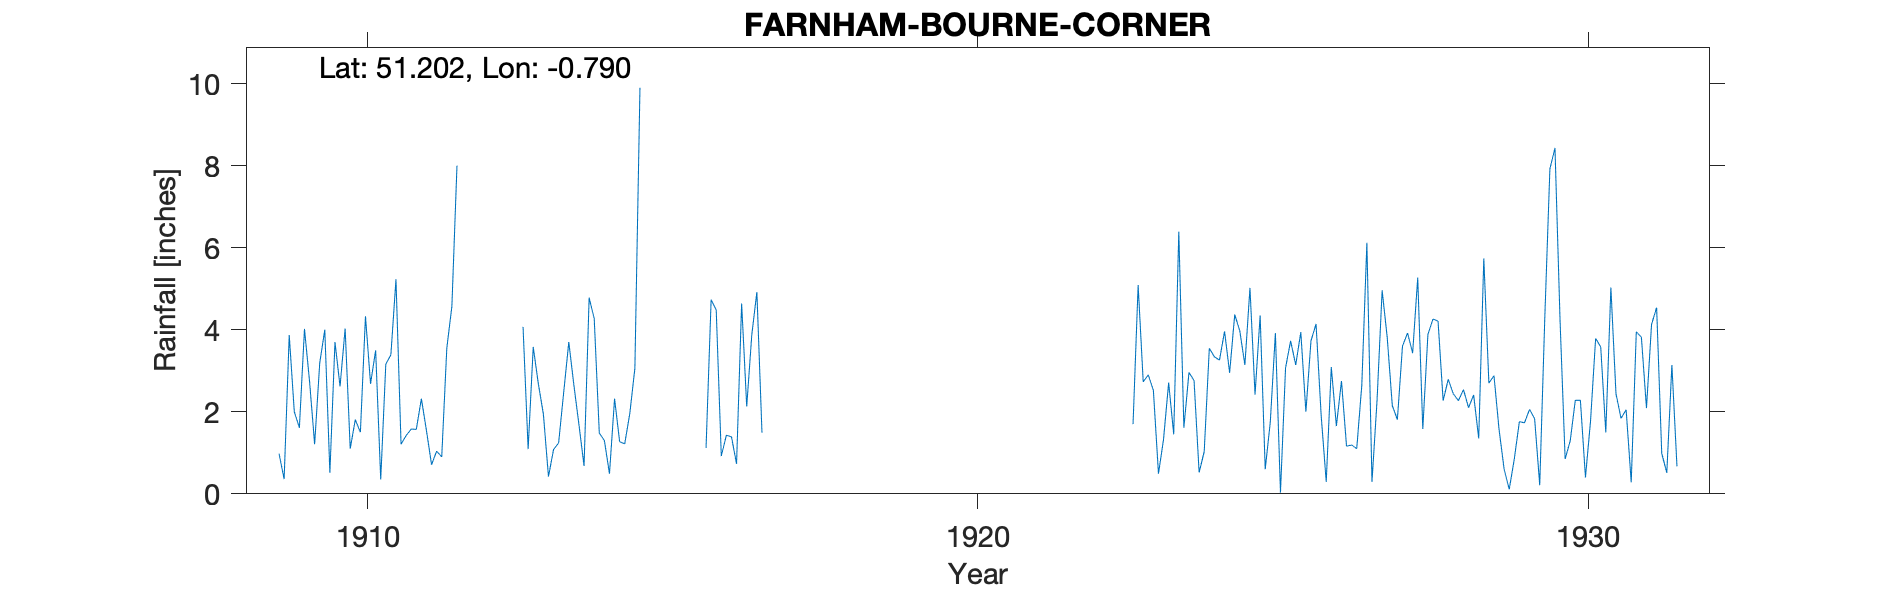 FARNHAM-BOURNE-CORNER
Lat: 51.202, Lon: -0.790
10
8
6
4
2
0
Rainfall [inches]
1910 1920 1930
Year